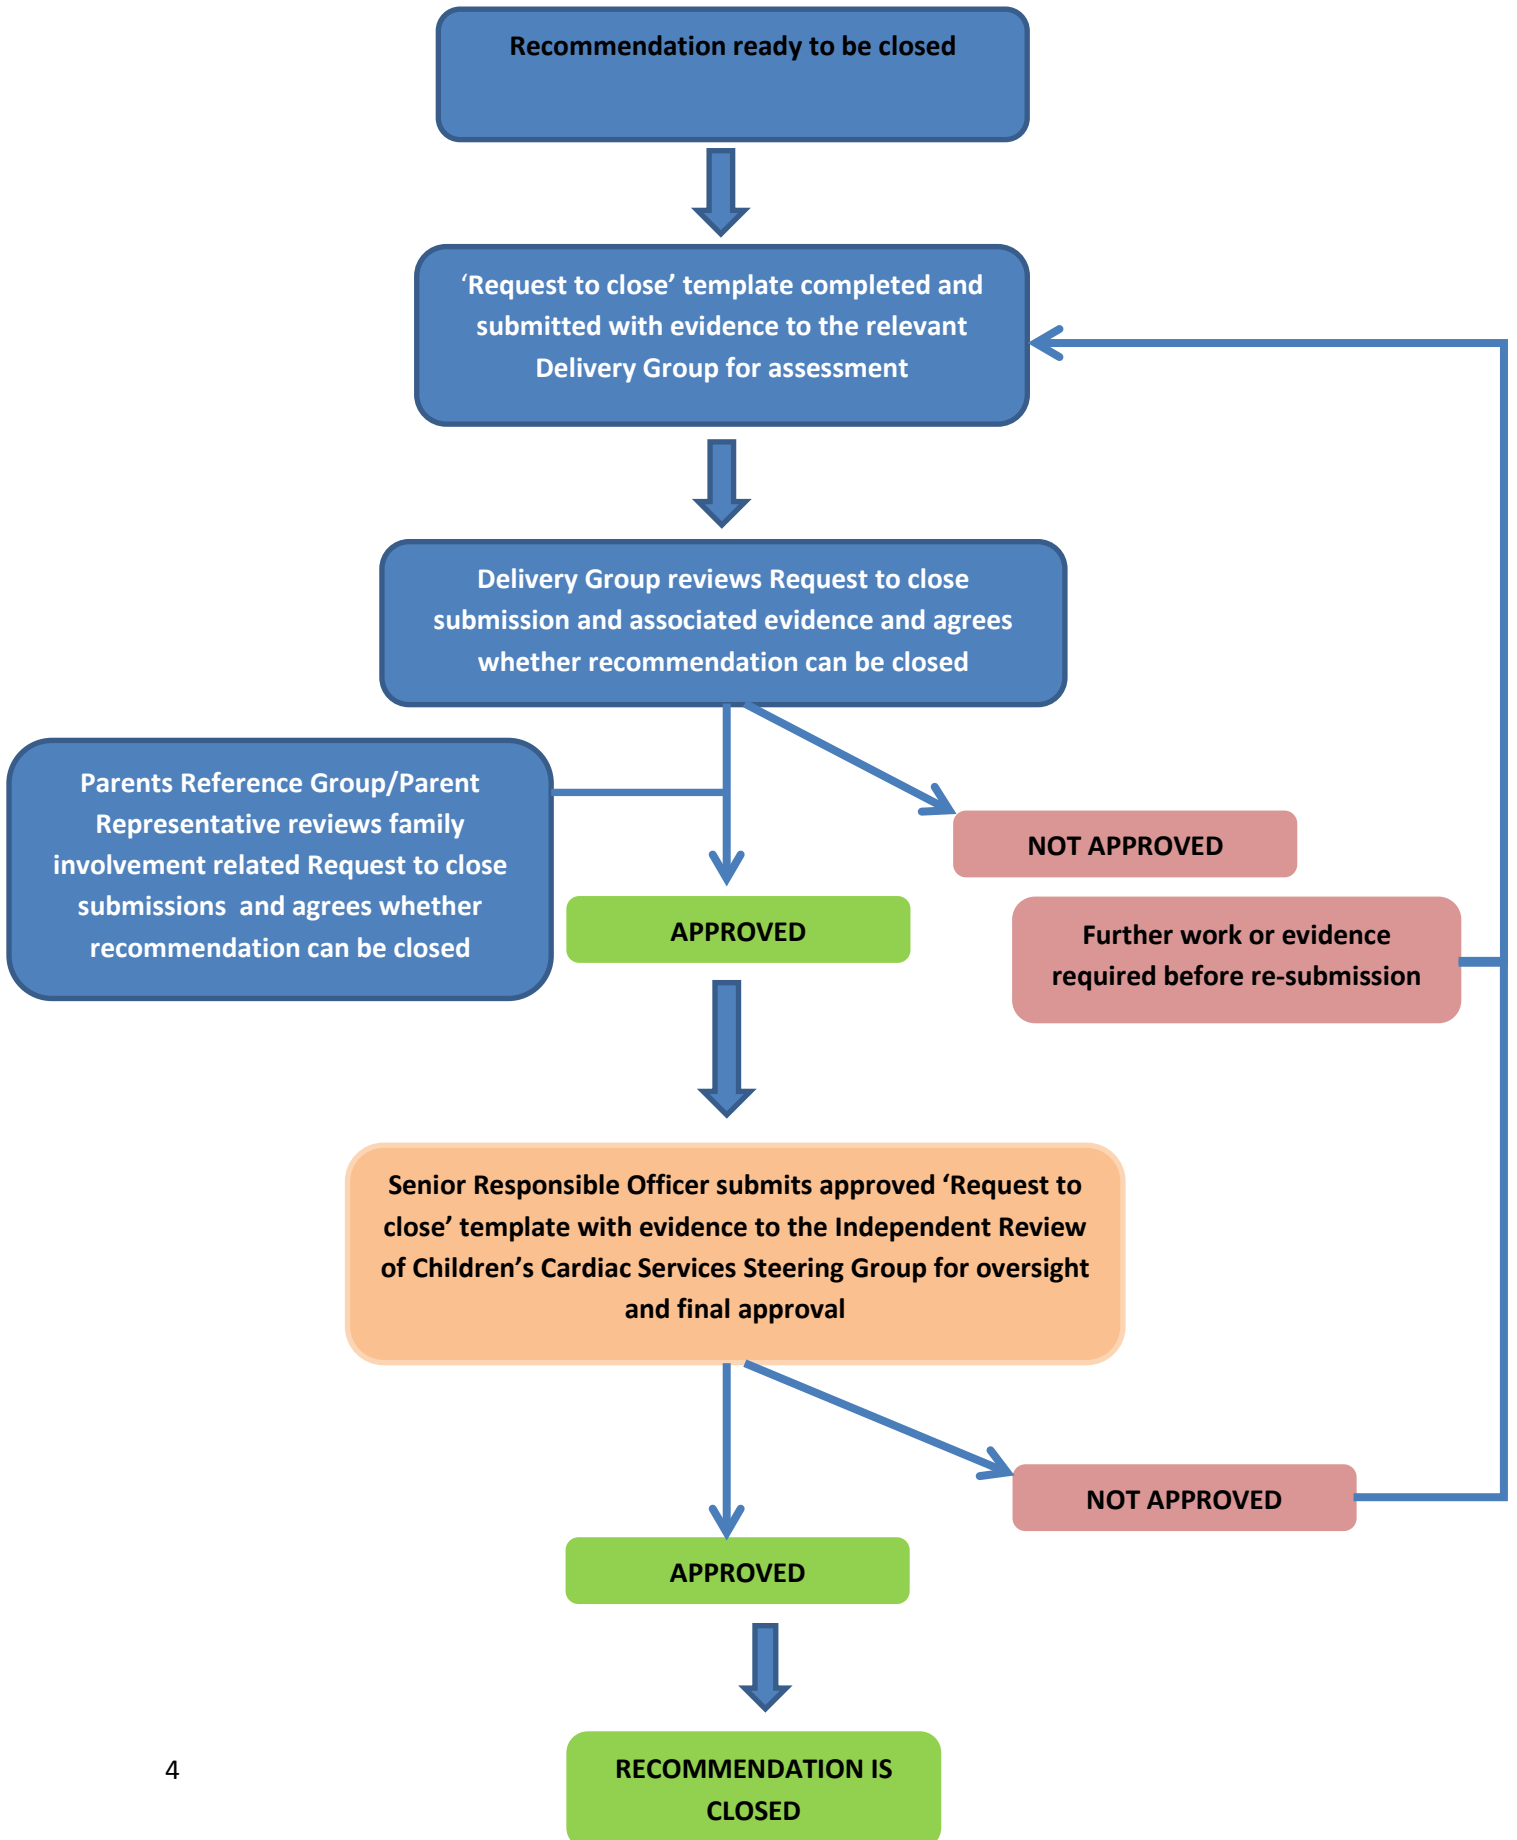 Recommendation ready to be closed
‘Request to close’ template completed and
submitted with evidence to the relevant
Delivery Group for assessment
Delivery Group reviews Request to close
submission and associated evidence and agrees
whether recommendation can be closed
Parents Reference Group/Parent
Representative reviews family
involvement related Request to close
submissions  and agrees whether
recommendation can be closed
NOT APPROVED
APPROVED
Further work or evidence
required before re-submission
Senior Responsible Officer submits approved ‘Request to
close’ template with evidence to the Independent Review
of Children’s Cardiac Services Steering Group for oversight
and final approval
NOT APPROVED
APPROVED
RECOMMENDATION IS
CLOSED
4